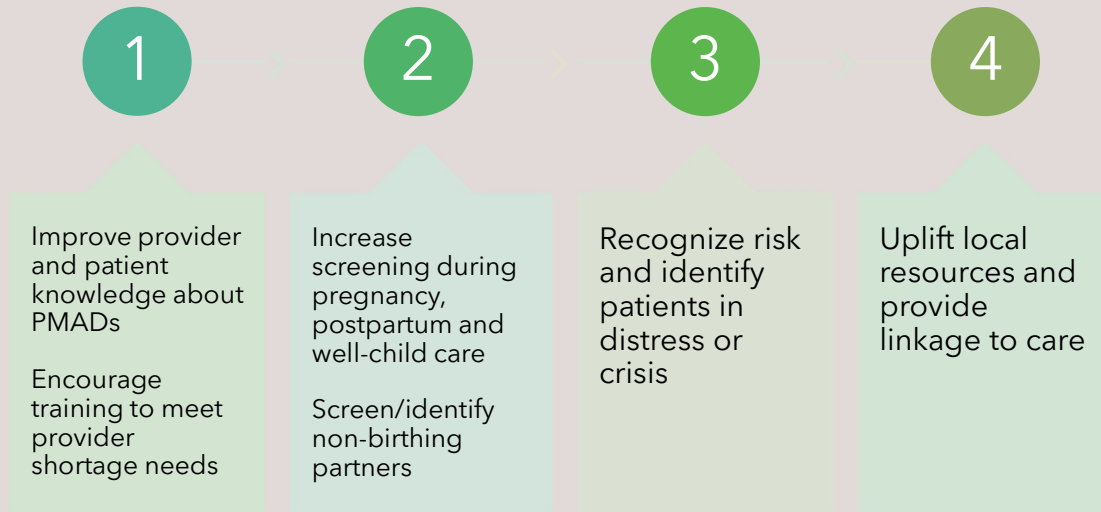 1
Improve provider
and patient
knowledge about
PMADs
Encourage
training to meet
provider
shortage needs
2
Increase
screening during
pregnancy,
postpartum and
well-child care
Screen/identify
non-birthing
partners
3
Recognize risk
and identify
patients in
distress or
crisis
4
Uplift local
resources and
provide
linkage to care